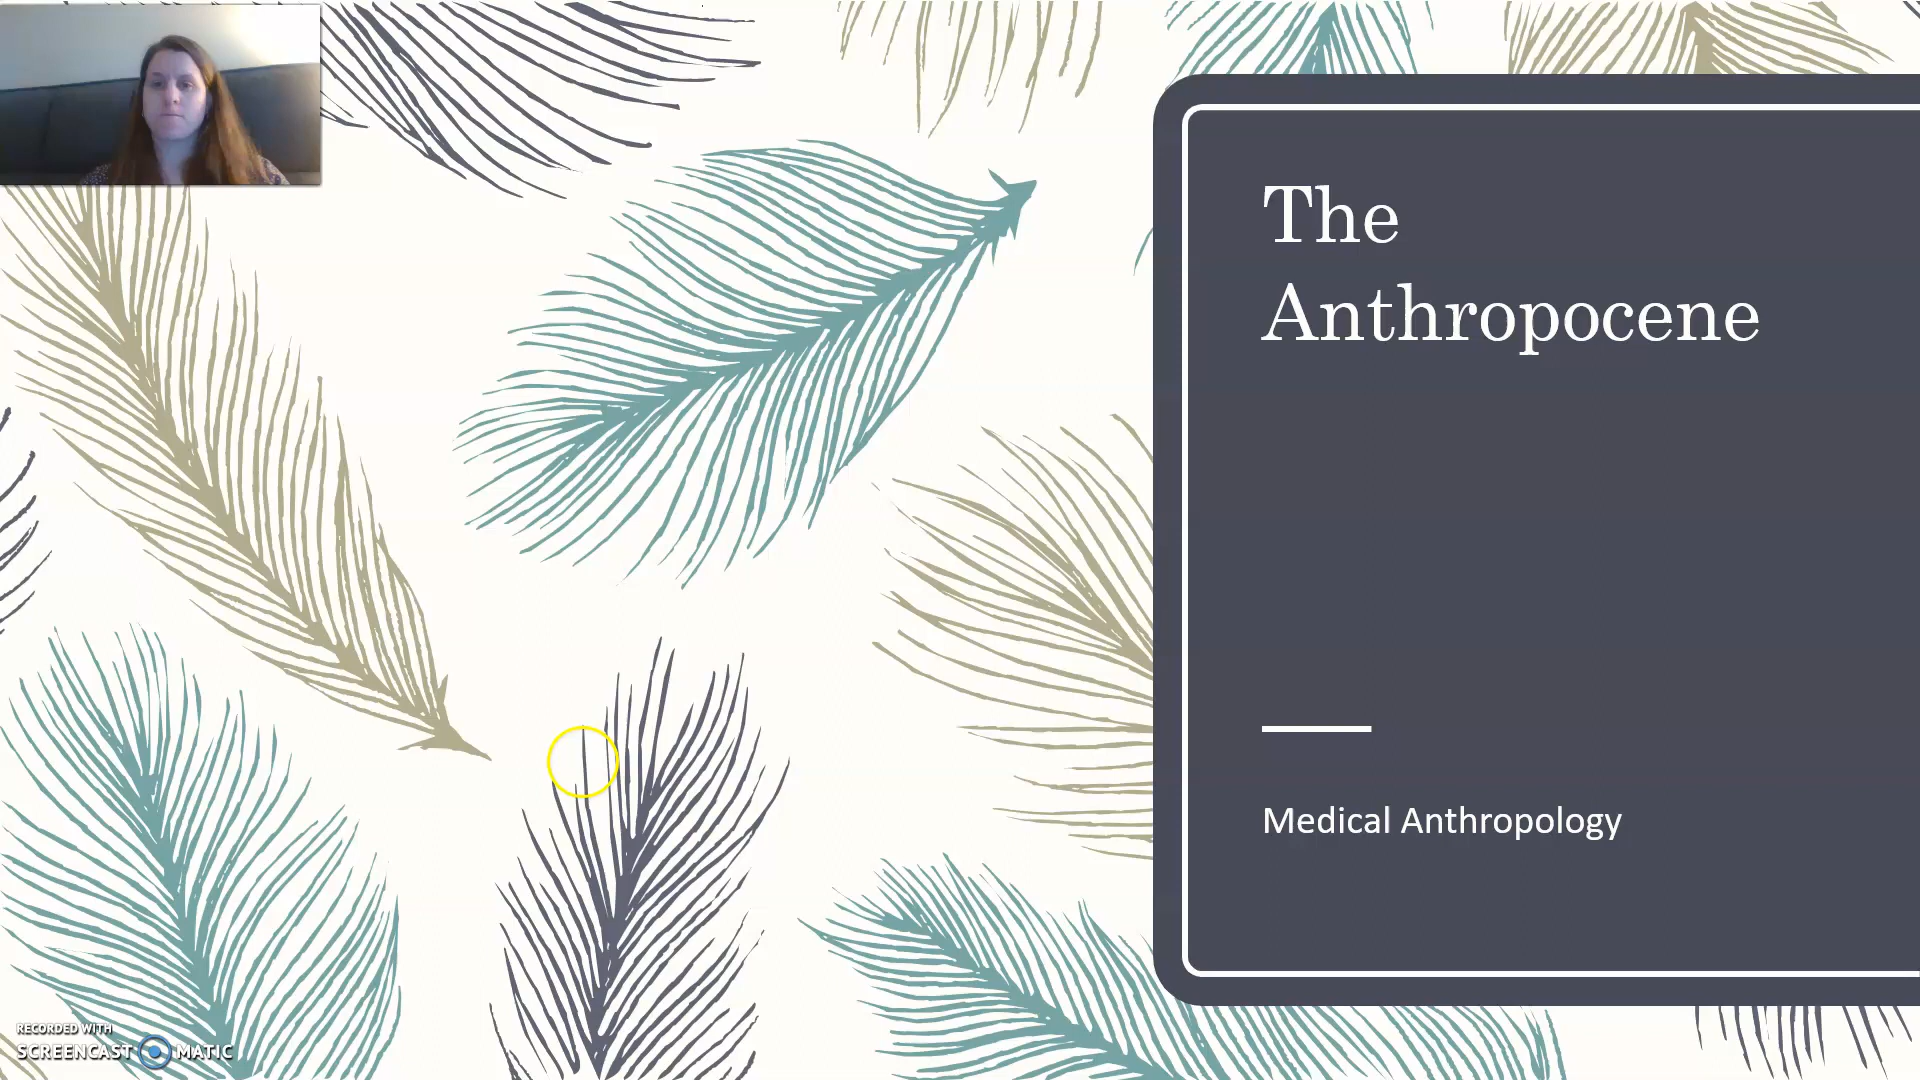 The
Anthropocene
Medical Anthropology
RECORDED WITH
SCREENCAST MATIC